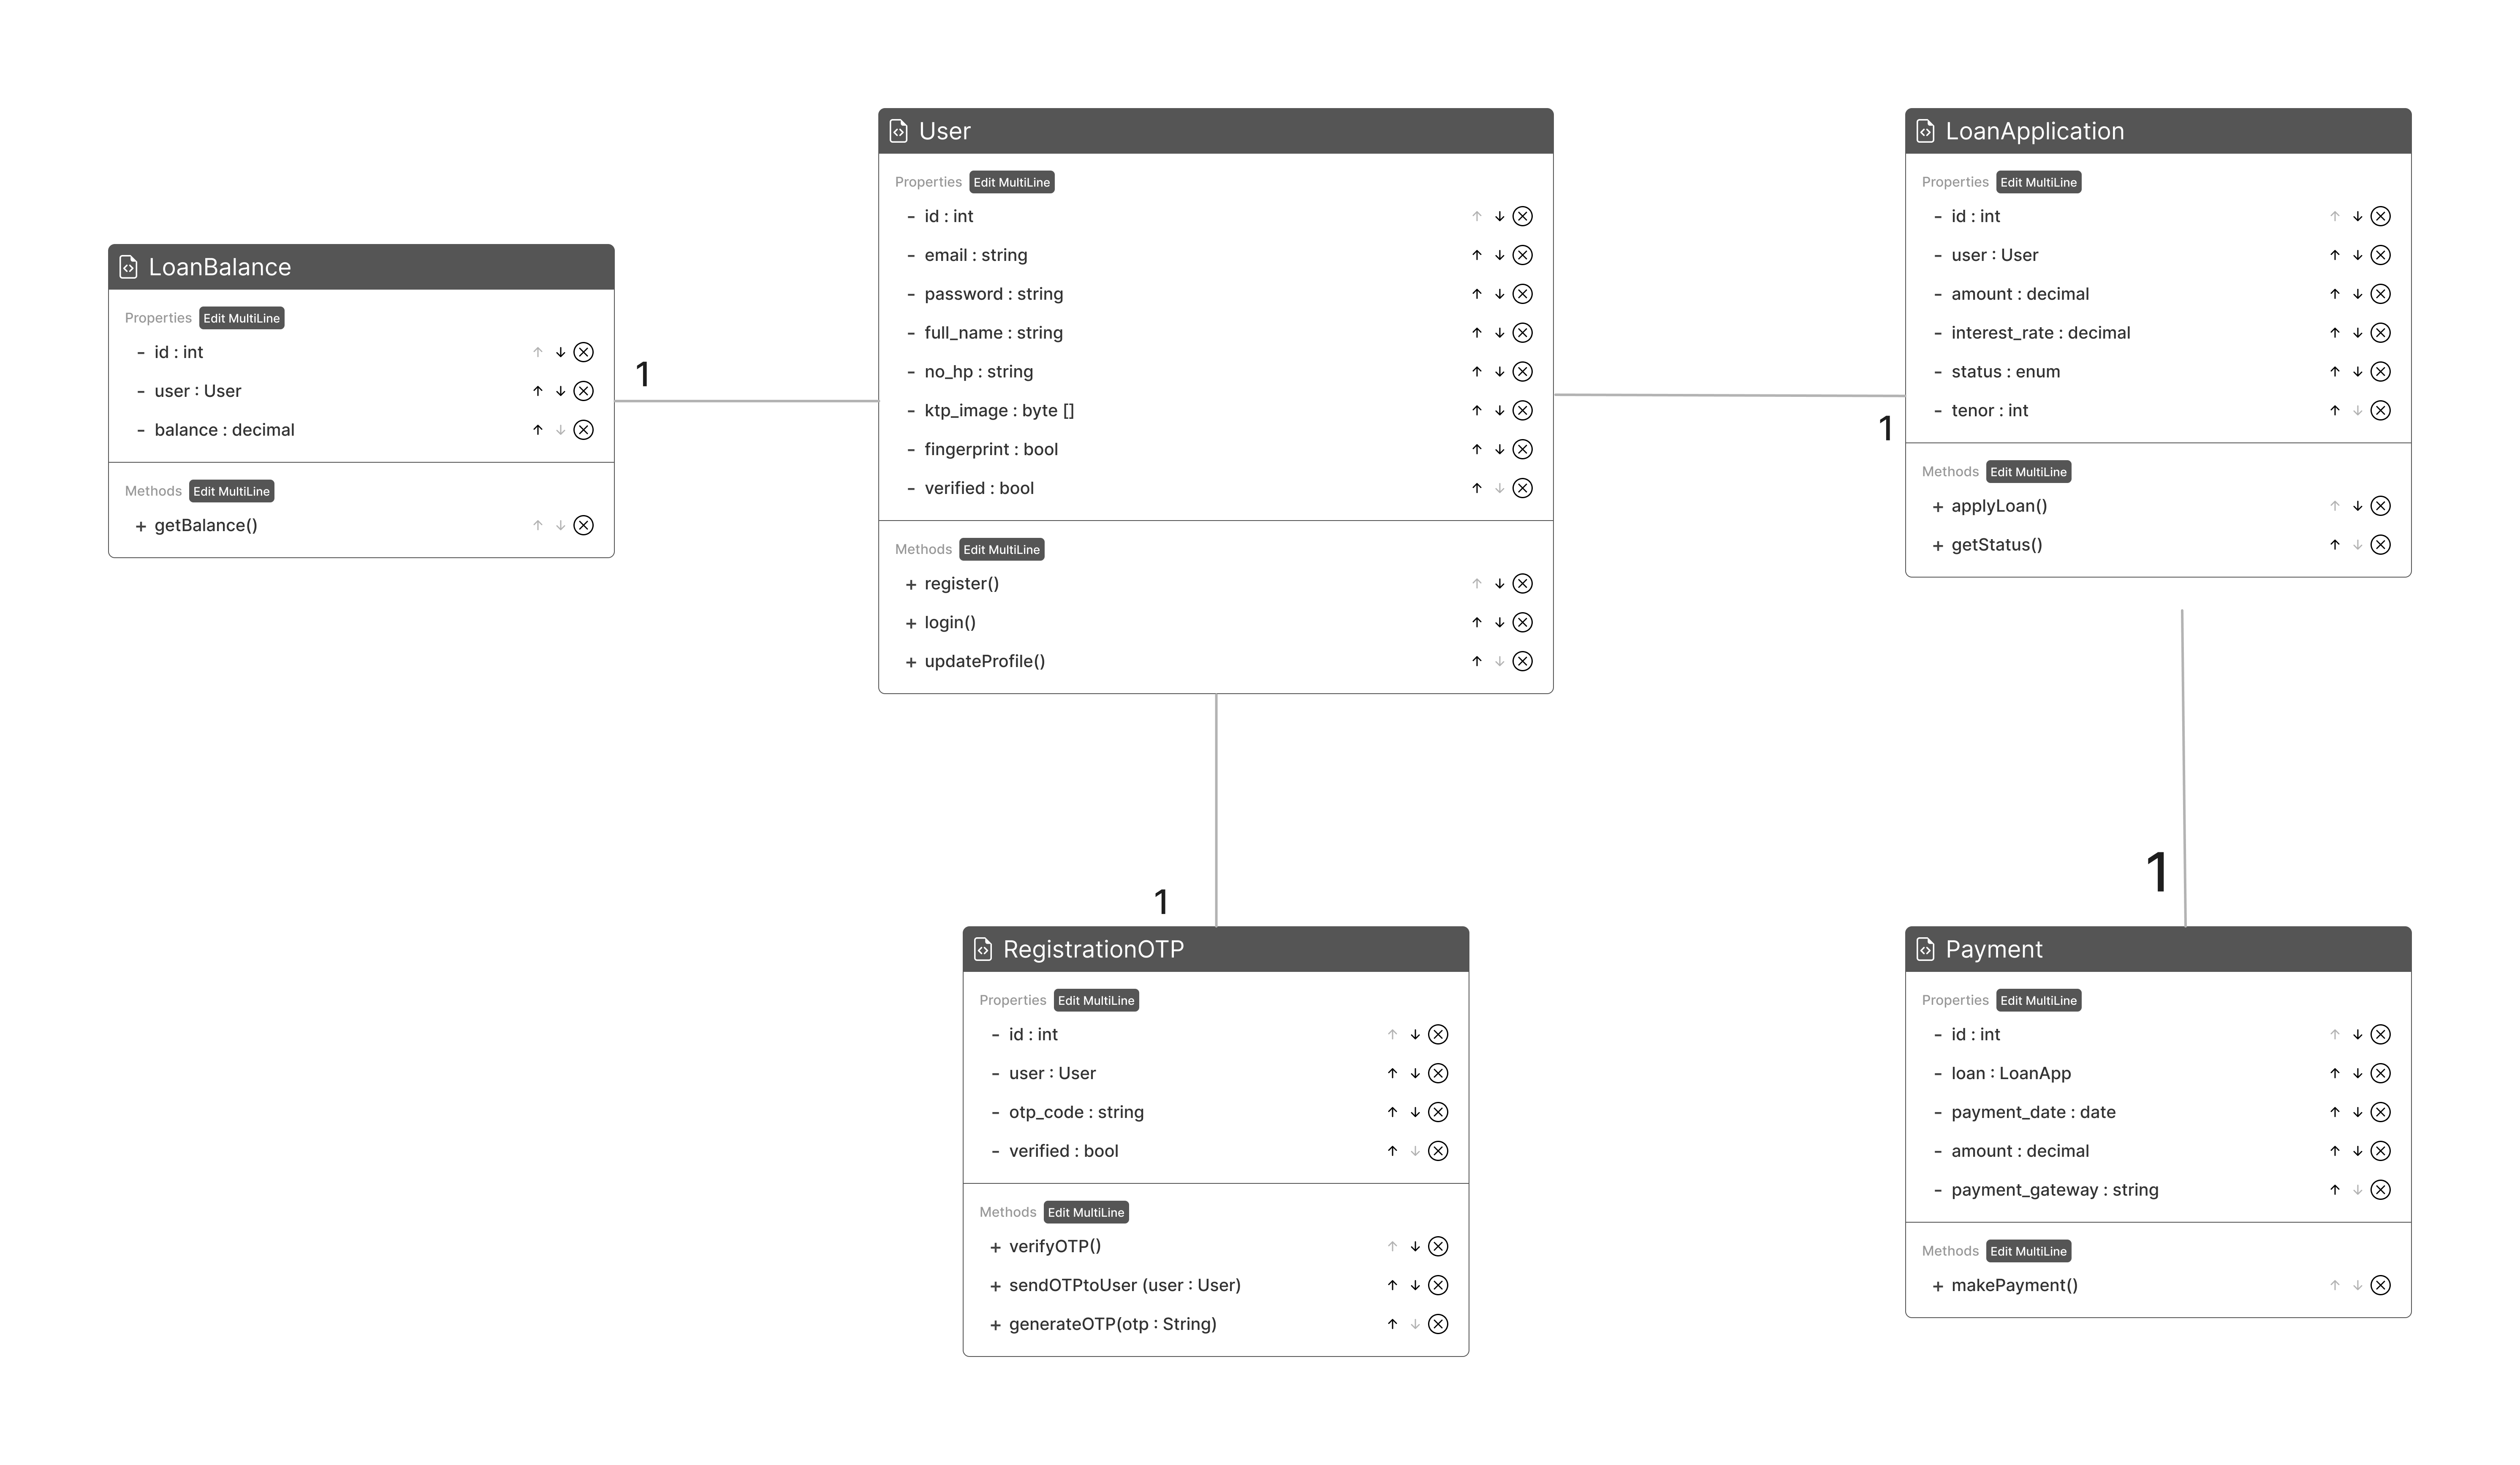 LoanBalance
Properties Edit MultiLine
- id : int
- user : User
- balance : decimal
Methods Edit MultiLine
+ getBalance()
1
User
Properties Edit MultiLine
- id : int
- email : string
- password : string
- full_name : string
- no_hp : string
- ktp_image : byte []
- fingerprint : bool
- verified : bool
Methods Edit MultiLine
+ register()
+ login()
+ updateProfile()
1
LoanApplication
Properties Edit MultiLine
- id : int
- user : User
- amount : decimal
- interest_rate : decimal
- status : enum
- tenor : int
Methods Edit MultiLine
+ applyLoan()
+ getStatus()
1
RegistrationOTP
Properties Edit MultiLine
- id : int
- user : User
- otp_code : string
- verified : bool
Methods Edit MultiLine
+ verifyOTP()
+ sendOTPtoUser (user : User)
+ generateOTP(otp : String)
1
Payment
Properties Edit MultiLine
- id : int
- loan : LoanApp
- payment_date : date
- amount : decimal
- payment_gateway : string
Methods Edit MultiLine
+ makePayment()